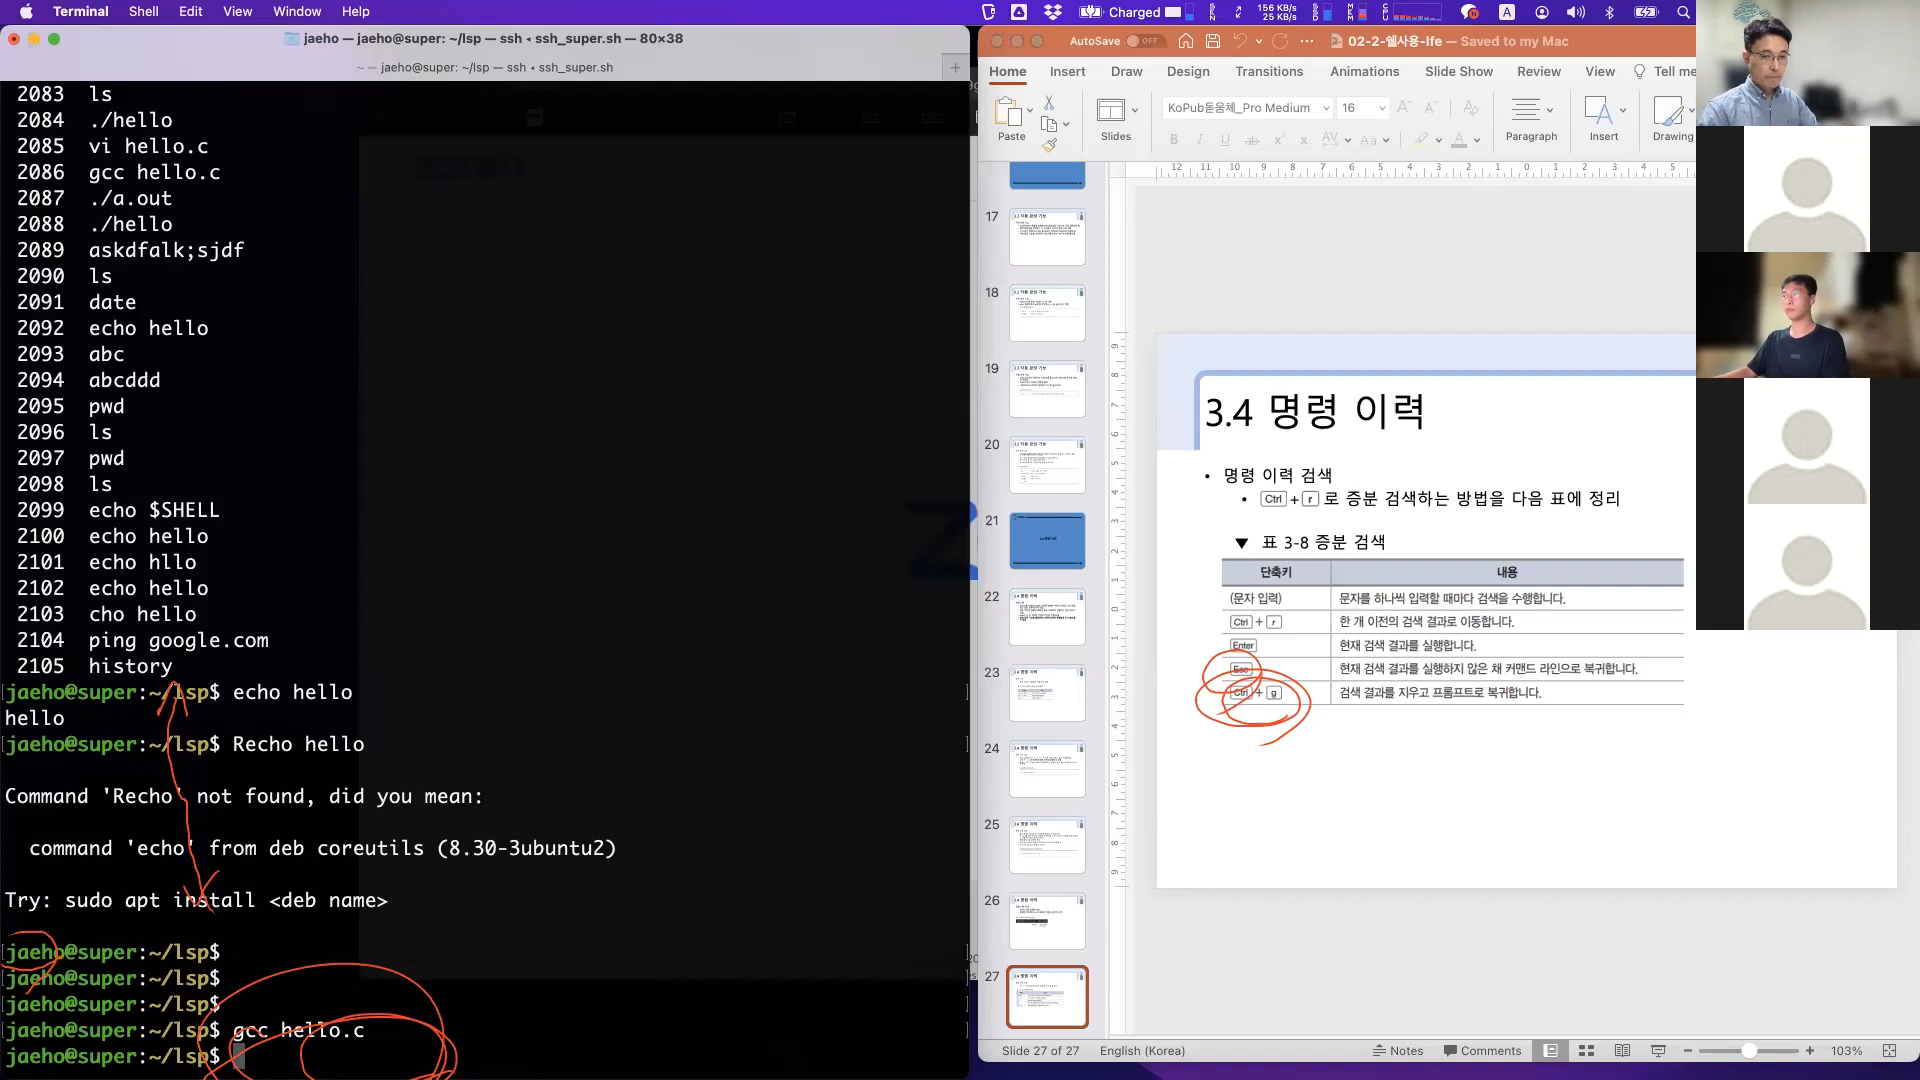 Terminal Shell Edit View Window Help
Charged
156 KB/s
25 KB/s
jaeho — jaeho@super: ~/lsp — ssh ◂ ssh_super.sh — 80×38
~ — jaeho@super: ~/lsp — ssh ◂ ssh_super.sh
2083 ls
2084 ./hello
2085 vi hello.c
2086 gcc hello.c
2087 ./a.out
2088 ./hello
2089 askdfalk;sjdf
2090 ls
2091 date
2092 echo hello
2093 abc
2094 abcddd
2095 pwd
2096 ls
2097 pwd
2098 ls
2099 echo $SHELL
2100 echo hello
2101 echo hllo
2102 echo hello
2103 cho hello
2104 ping google.com
2105 history
jaeho@super:~/lsp$ echo hello
hello
jaeho@super:~/lsp$ Recho hello
Command 'Recho' not found, did you mean:
command 'echo' from deb coreutils (8.30-3ubuntu2)
Try: sudo apt install <deb name>
jaeho@super:~/lsp$
jaeho@super:~/lsp$
jaeho@super:~/lsp$
jaeho@super:~/lsp$ gcc hello.c
jaeho@super:~/lsp$
AutoSave OFF
02-2-쉘사용-lfe — Saved to my Mac
Home Insert Draw Design Transitions Animations Slide Show Review View Tell me
Paste
Slides
KoPub돋움체_Pro Medium 16
Paragraph
Insert
Drawing
17
18
19
20
21
22
23
24
25
26
27
3.4 명령 이력
• 명령 이력 검색
• Ctrl + r 로 증분 검색하는 방법을 다음 표에 정리
▼ 표 3-8 증분 검색
단축키 내용
(문자 입력) 문자를 하나씩 입력할 때마다 검색을 수행합니다.
Ctrl + r 한 개 이전의 검색 결과로 이동합니다.
Enter 현재 검색 결과를 실행합니다.
Esc 현재 검색 결과를 실행하지 않은 채 커맨드 라인으로 복귀합니다.
Ctrl + g 검색 결과를 지우고 프롬프트로 복귀합니다.
Slide 27 of 27 English (Korea) Notes Comments 103%